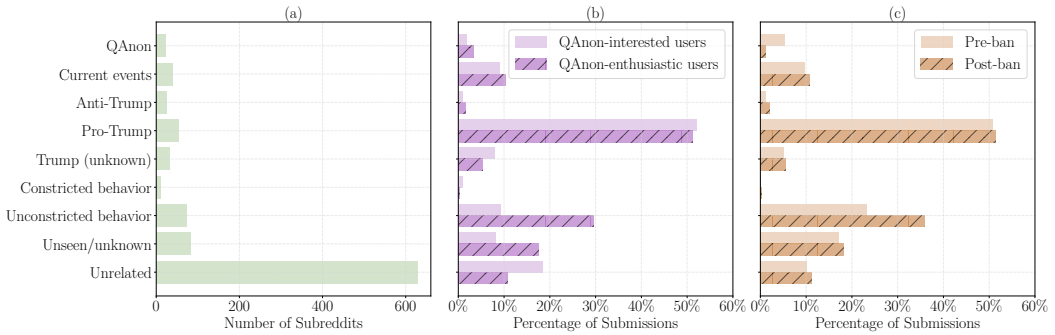 (a)
(b)
(c)
QAnon
Current events
Anti-Trump
Pro-Trump
Trump (unknown)
Constricted behavior
Unconstricted behavior
Unseen/unknown
Unrelated
0
200
400
600
Number of Subreddits
QAnon-interested users
QAnon-enthusiastic users
0%
10%
20%
30%
40%
50%
60%
Percentage of Submissions
Pre-ban
Post-ban
0%
10%
20%
30%
40%
50%
60%
Percentage of Submissions